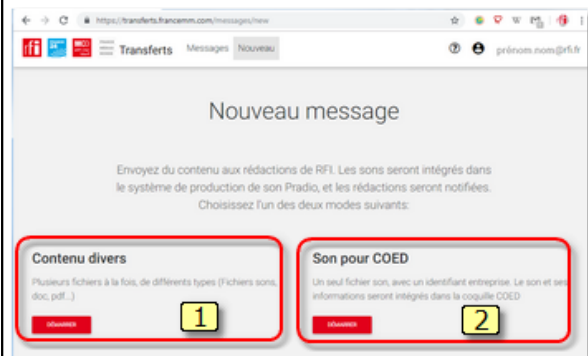 https://transferts.francemm.com/messages/new
rfi
Transferts Messages Nouveau prénom.nom@rfi.fr
Nouveau message
Envoyez du contenu aux rédactions de RFI. Les sons seront intégrés dans
le système de production de son Pradio, et les rédactions seront notifiées.
Choisissez l'un des deux modes suivants:
Contenu divers
Plusieurs fichiers à la fois, de différents types (Fichiers sons,
doc, pdf...)
DÉMARRER
1
Son pour COED
Un seul fichier son, avec un identifiant entreprise. Le son et ses
informations seront intégrés dans la coquille COED
DÉMARRER
2